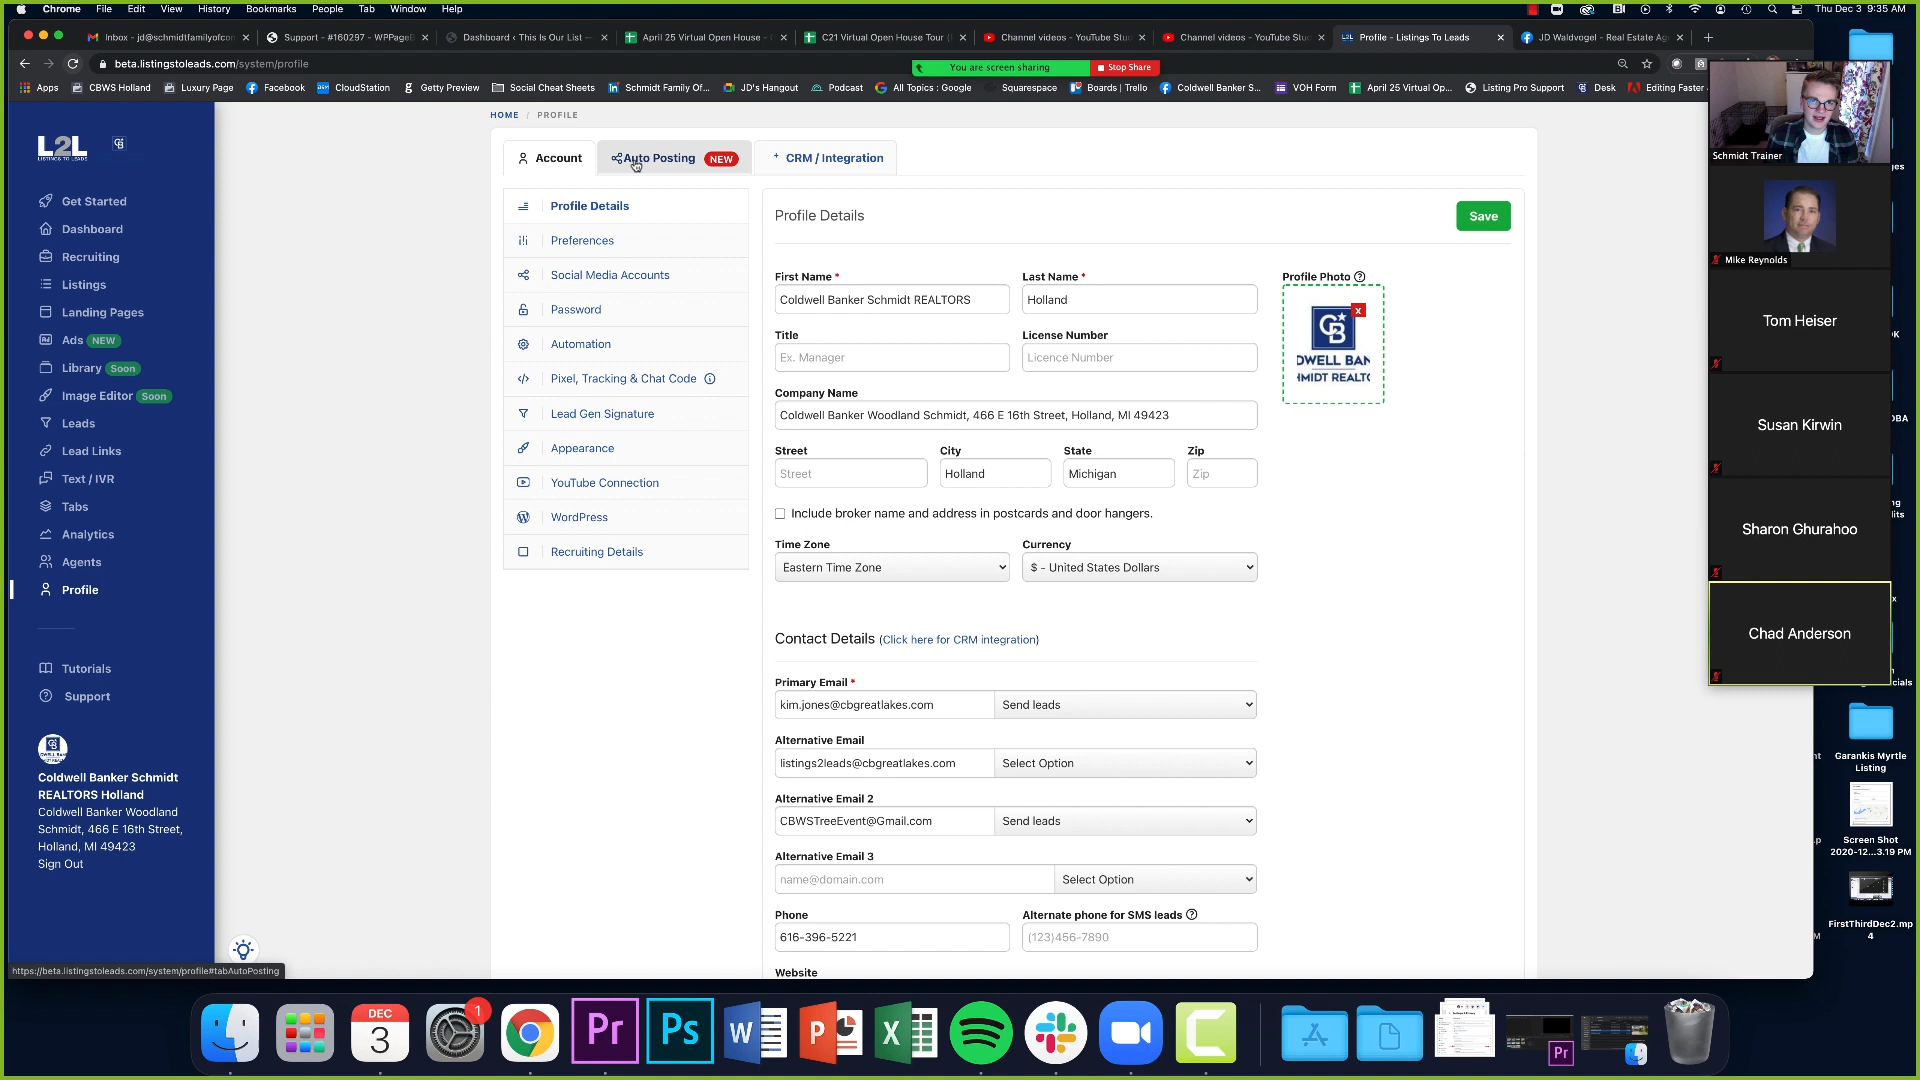 Chrome File Edit View History Bookmarks People Tab Window Help
Thu Dec 3 9:35 AM
Inbox - jd@schmidtfamilyofcon
Support - #160297 - WPPageB
Dashboard ‹ This Is Our List —
April 25 Virtual Open House -
C21 Virtual Open House Tour (
Channel videos - YouTube Stud
Channel videos - YouTube Stud
Profile - Listings To Leads
JD Waldvogel - Real Estate Ag
beta.listingstoleads.com/system/profile
You are screen sharing
Stop Share
Apps CBWS Holland Luxury Page Facebook CloudStation Getty Preview Social Cheat Sheets Schmidt Family Of... JD's Hangout Podcast All Topics : Google Squarespace Boards | Trello Coldwell Banker S... VOH Form April 25 Virtual Op... Listing Pro Support Desk Editing Faster
L2L
LISTINGS TO LEADS
Get Started
Dashboard
Recruiting
Listings
Landing Pages
Ads NEW
Library Soon
Image Editor Soon
Leads
Lead Links
Text / IVR
Tabs
Analytics
Agents
Profile
Tutorials
Support
Coldwell Banker Schmidt
REALTORS Holland
Coldwell Banker Woodland
Schmidt, 466 E 16th Street,
Holland, MI 49423
Sign Out
https://beta.listingstoleads.com/system/profile#tabAutoPosting
HOME / PROFILE
Account
Auto Posting NEW
CRM / Integration
Profile Details
Preferences
Social Media Accounts
Password
Automation
Pixel, Tracking & Chat Code
Lead Gen Signature
Appearance
YouTube Connection
WordPress
Recruiting Details
Profile Details
Save
First Name *
Coldwell Banker Schmidt REALTORS
Last Name *
Holland
Profile Photo
CB
DWELL BAN
HMIDT REALTO
x
Title
Ex. Manager
License Number
Licence Number
Company Name
Coldwell Banker Woodland Schmidt, 466 E 16th Street, Holland, MI 49423
Street
Street
City
Holland
State
Michigan
Zip
Zip
Include broker name and address in postcards and door hangers.
Time Zone
Eastern Time Zone
Currency
$ - United States Dollars
Contact Details (Click here for CRM integration)
Primary Email *
kim.jones@cbgreatlakes.com
Send leads
Alternative Email
listings2leads@cbgreatlakes.com
Select Option
Alternative Email 2
CBWSTreeEvent@Gmail.com
Send leads
Alternative Email 3
name@domain.com
Select Option
Phone
616-396-5221
Alternate phone for SMS leads
(123)456-7890
Website
Schmidt Trainer
Mike Reynolds
Tom Heiser
Susan Kirwin
Sharon Ghurahoo
Chad Anderson
Garankis Myrtle
Listing
Screen Shot
2020-12...3.19 PM
FirstThirdDec2.mp
4
DEC
3
1
Pr
Ps
W
P
X
C
Pr